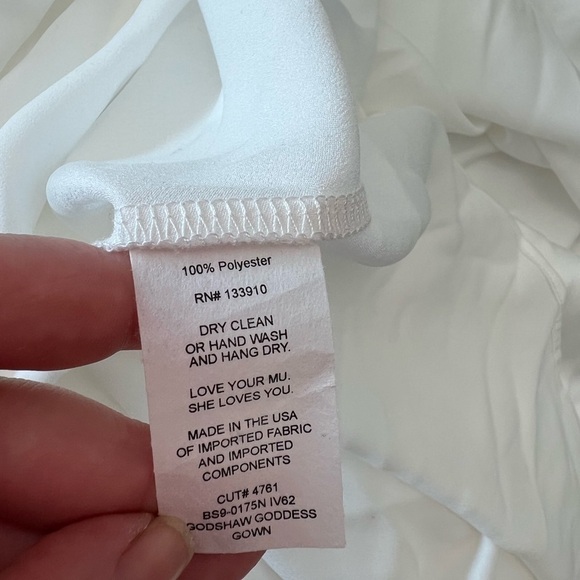 100% Polyester
RN# 133910
DRY CLEAN
OR HAND WASH
AND HANG DRY.
LOVE YOUR MU.
SHE LOVES YOU.
MADE IN THE USA
OF IMPORTED FABRIC
AND IMPORTED
COMPONENTS
CUT# 4761
BS9-0175N IV62
GODSHAW GODDESS
GOWN